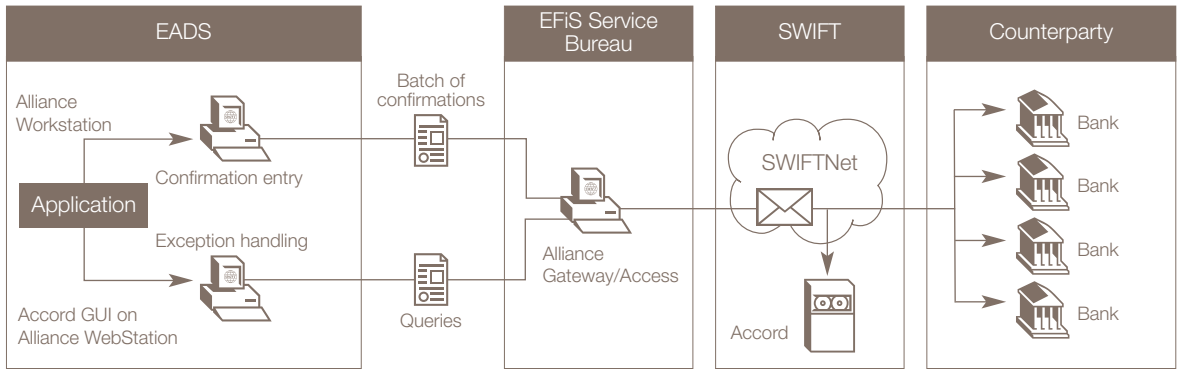 EADS
EFiS Service
Bureau
SWIFT
Counterparty
Alliance
Workstation
Confirmation entry
Application
Exception handling
Accord GUI on
Alliance WebStation
Batch of
confirmations
Queries
Alliance
Gateway/Access
SWIFTNet
Accord
Bank
Bank
Bank
Bank